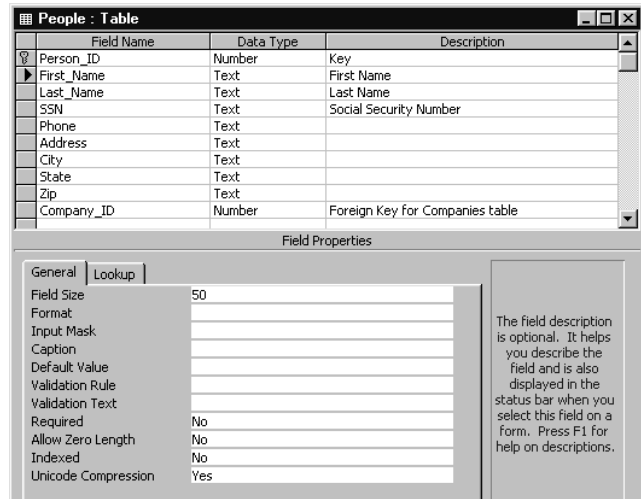 People : Table
Field Name Data Type Description
Person_ID Number Key
First_Name Text First Name
Last_Name Text Last Name
SSN Text Social Security Number
Phone Text
Address Text
City Text
State Text
Zip Text
Company_ID Number Foreign Key for Companies table
Field Properties
General Lookup
Field Size 50
Format
Input Mask
Caption
Default Value
Validation Rule
Validation Text
Required No
Allow Zero Length No
Indexed No
Unicode Compression Yes
The field description
is optional. It helps
you describe the
field and is also
displayed in the
status bar when you
select this field on a
form. Press F1 for
help on descriptions.